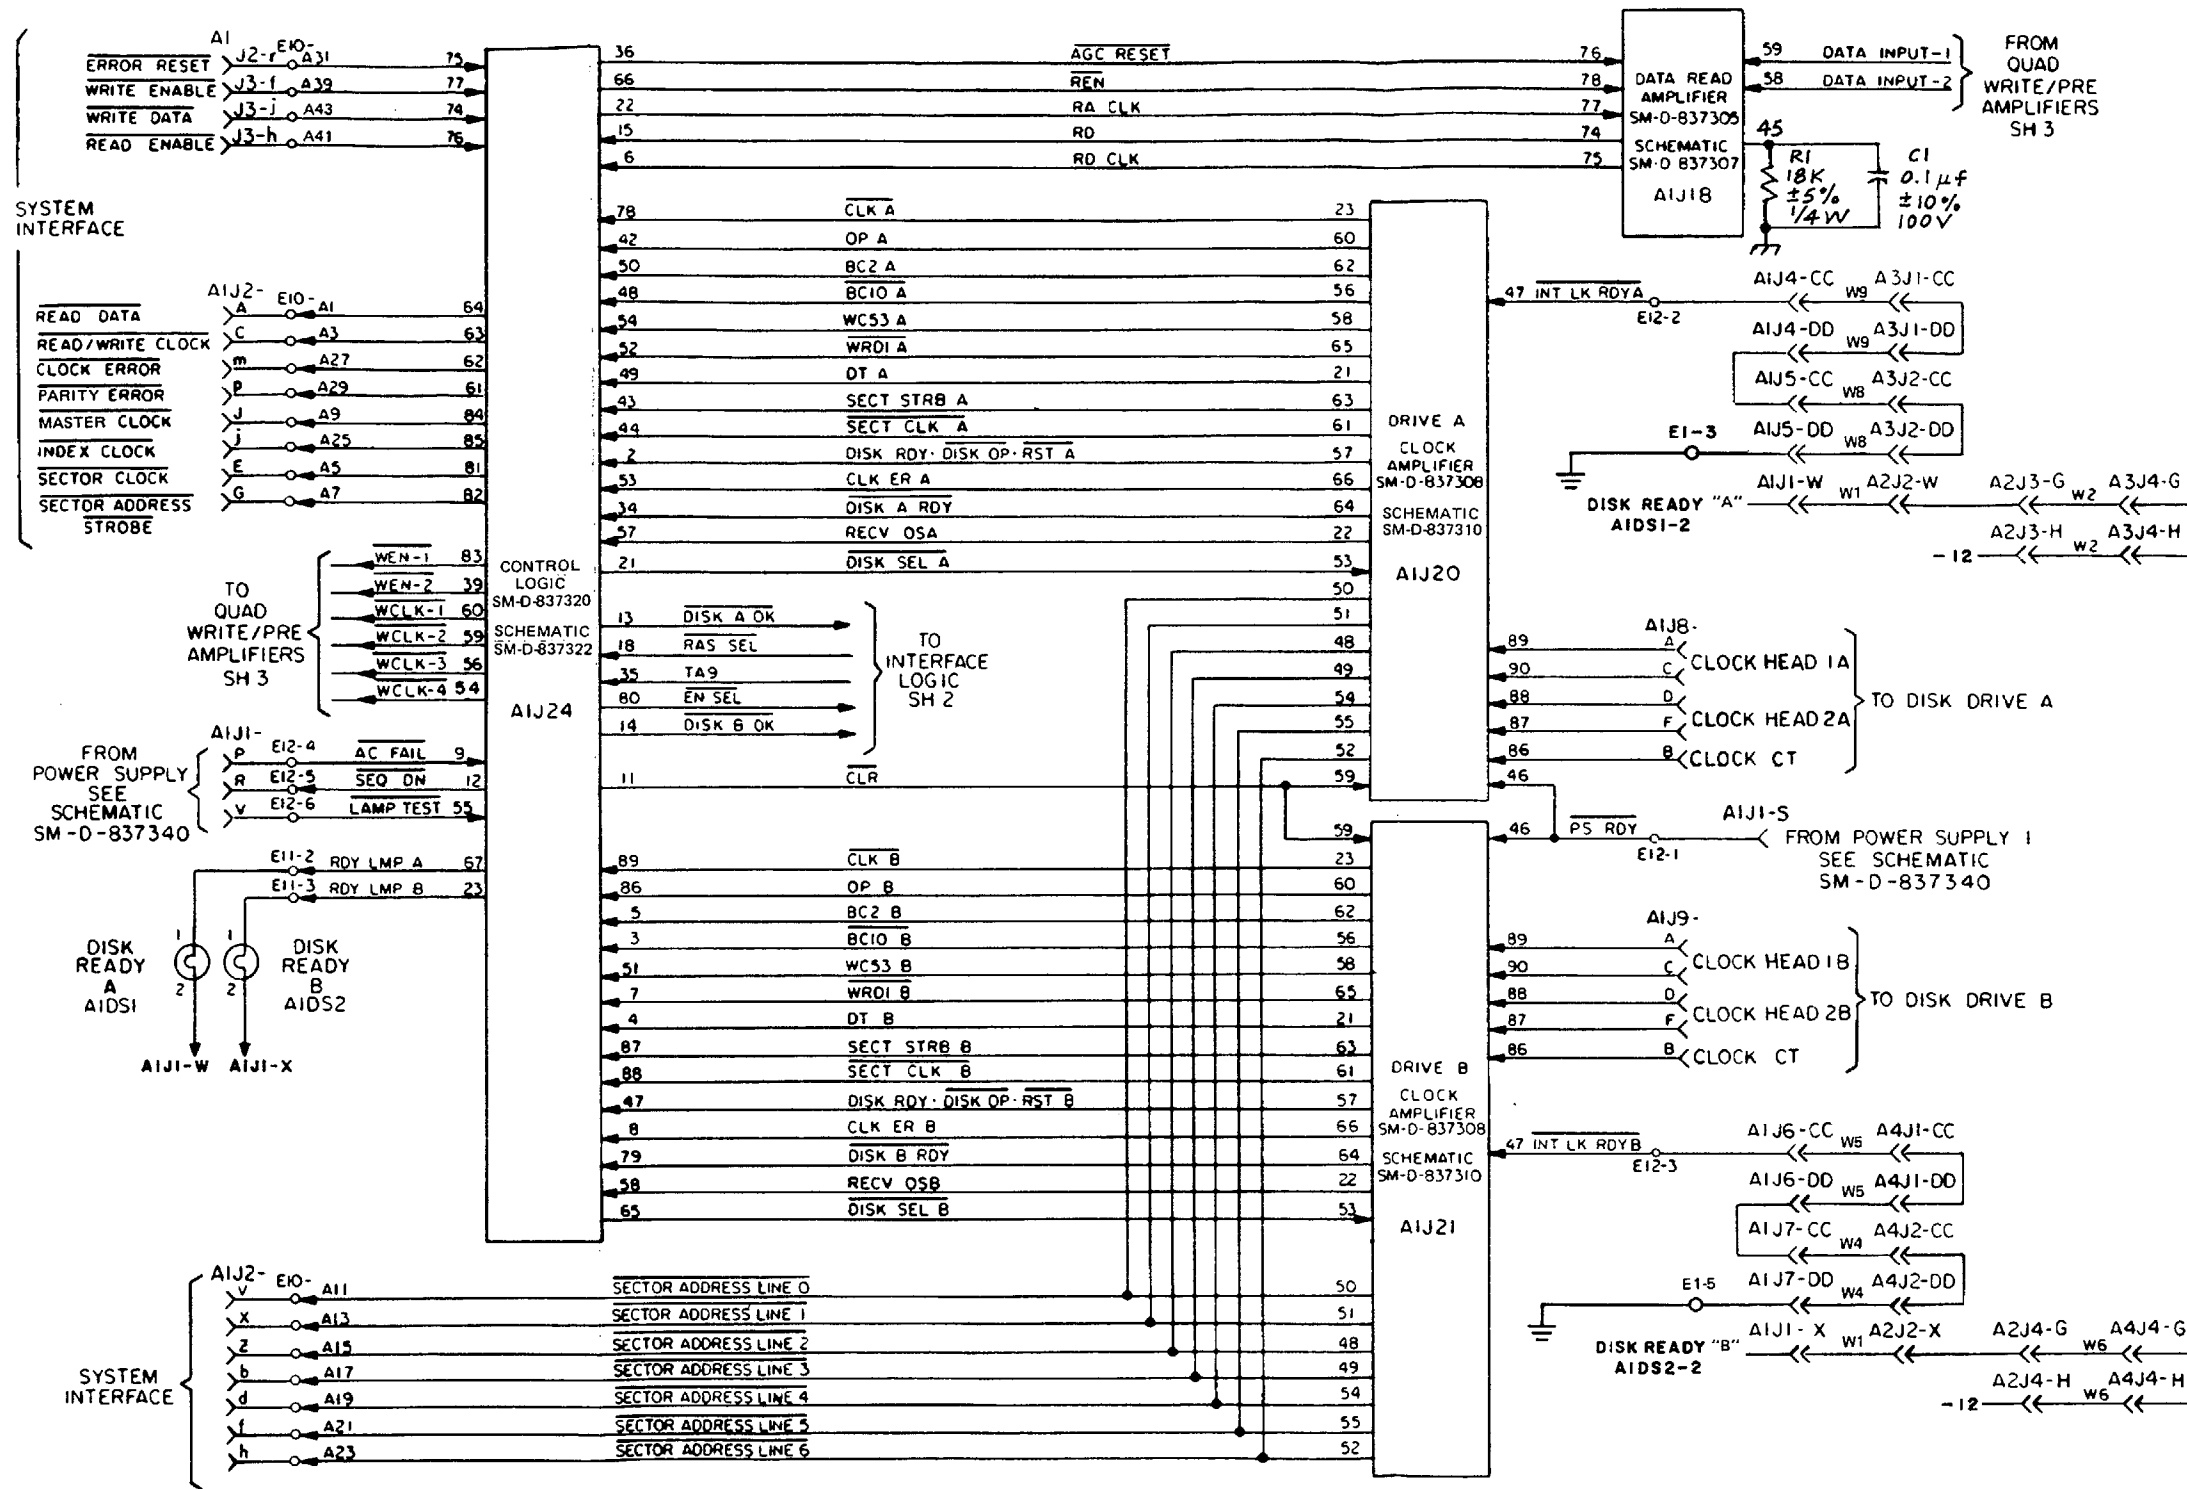 A1
ERROR RESET J2-r E10- A31 75
WRITE ENABLE J3-f A39 77
WRITE DATA J3-j A43 74
READ ENABLE J3-h A41 76
SYSTEM
INTERFACE
A1J2- E10-
READ DATA A A1 64
READ/WRITE CLOCK C A3 63
CLOCK ERROR m A27 62
PARITY ERROR P A29 61
MASTER CLOCK J A9 84
INDEX CLOCK j A25 85
SECTOR CLOCK E A5 81
SECTOR ADDRESS G A7 82
STROBE
TO
QUAD
WRITE/PRE
AMPLIFIERS
SH 3
WEN-1 83
WEN-2 39
WCLK-1 60
WCLK-2 59
WCLK-3 56
WCLK-4 54
FROM
POWER SUPPLY
SEE
SCHEMATIC
SM-D-837340
A1J1-
P E12-4 AC FAIL 9
R E12-5 SEQ DN 12
V E12-6 LAMP TEST 55
E11-2 RDY LMP A 67
E11-3 RDY LMP B 23
DISK
READY
A
A1DS1
1
2
1
2
DISK
READY
B
A1DS2
A1J1-W A1J1-X
CONTROL
LOGIC
SM-D-837320
SCHEMATIC
SM-D-837322
A1J24
36 AGC RESET 76
66 REN 78
22 RA CLK 77
15 RD 74
6 RD CLK 75
DATA READ
AMPLIFIER
SM-D-837305
SCHEMATIC
SM-D 837307
A1J18
59 DATA INPUT-1
58 DATA INPUT-2
FROM
QUAD
WRITE/PRE
AMPLIFIERS
SH 3
45
R1
18K
±5%
1/4W
C1
0.1µf
±10%
100V
78 CLK A 23
42 OP A 60
50 BC2 A 62
48 BC10 A 56
54 WC53 A 58
52 WRD1 A 65
49 DT A 21
43 SECT STRB A 63
44 SECT CLK A 61
2 DISK RDY·DISK OP·RST A 57
53 CLK ER A 66
34 DISK A RDY 64
57 RECV OSA 22
21 DISK SEL A 53
50
51
48
49
54
55
52
59
13 DISK A OK
18 RAS SEL
35 TA9
80 EN SEL
14 DISK B OK
TO
INTERFACE
LOGIC
SH 2
11 CLR
DRIVE A
CLOCK
AMPLIFIER
SM-D-837308
SCHEMATIC
SM-D-837310
A1J20
47 INT LK RDYA E12-2
A1J4-CC W9 A3J1-CC
A1J4-DD W9 A3J1-DD
A1J5-CC W8 A3J2-CC
E1-3 A1J5-DD W8 A3J2-DD
DISK READY "A"
A1DS1-2
A1J1-W W1 A2J2-W A2J3-G W2 A3J4-G
-12 A2J3-H W2 A3J4-H
A1J8-
89 A
90 C
CLOCK HEAD 1A
88 D
87 F
CLOCK HEAD 2A
86 B CLOCK CT
TO DISK DRIVE A
46
46 PS RDY E12-1 A1J1-S
FROM POWER SUPPLY 1
SEE SCHEMATIC
SM-D-837340
59
89 CLK B 23
86 OP B 60
5 BC2 B 62
3 BC10 B 56
51 WC53 B 58
7 WRD1 B 65
4 DT B 21
87 SECT STRB B 63
88 SECT CLK B 61
47 DISK RDY·DISK OP·RST B 57
8 CLK ER B 66
79 DISK B RDY 64
58 RECV OSB 22
65 DISK SEL B 53
DRIVE B
CLOCK
AMPLIFIER
SM-D-837308
SCHEMATIC
SM-D-837310
A1J21
A1J9-
89 A
90 C
CLOCK HEAD 1B
88 D
87 F
CLOCK HEAD 2B
86 B CLOCK CT
TO DISK DRIVE B
47 INT LK RDYB E12-3
A1J6-CC W5 A4J1-CC
A1J6-DD W5 A4J1-DD
A1J7-CC W4 A4J2-CC
E1-5 A1J7-DD W4 A4J2-DD
DISK READY "B"
A1DS2-2
A1J1-X W1 A2J2-X A2J4-G W6 A4J4-G
-12 A2J4-H W6 A4J4-H
SYSTEM
INTERFACE
A1J2- E10-
V A11 SECTOR ADDRESS LINE 0 50
X A13 SECTOR ADDRESS LINE 1 51
Z A15 SECTOR ADDRESS LINE 2 48
b A17 SECTOR ADDRESS LINE 3 49
d A19 SECTOR ADDRESS LINE 4 54
f A21 SECTOR ADDRESS LINE 5 55
h A23 SECTOR ADDRESS LINE 6 52